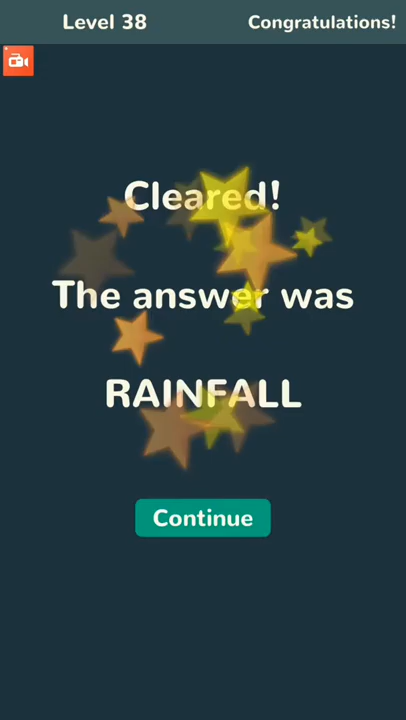 Level 38
Congratulations!
Cleared!
The answer was
RAINFALL
Continue